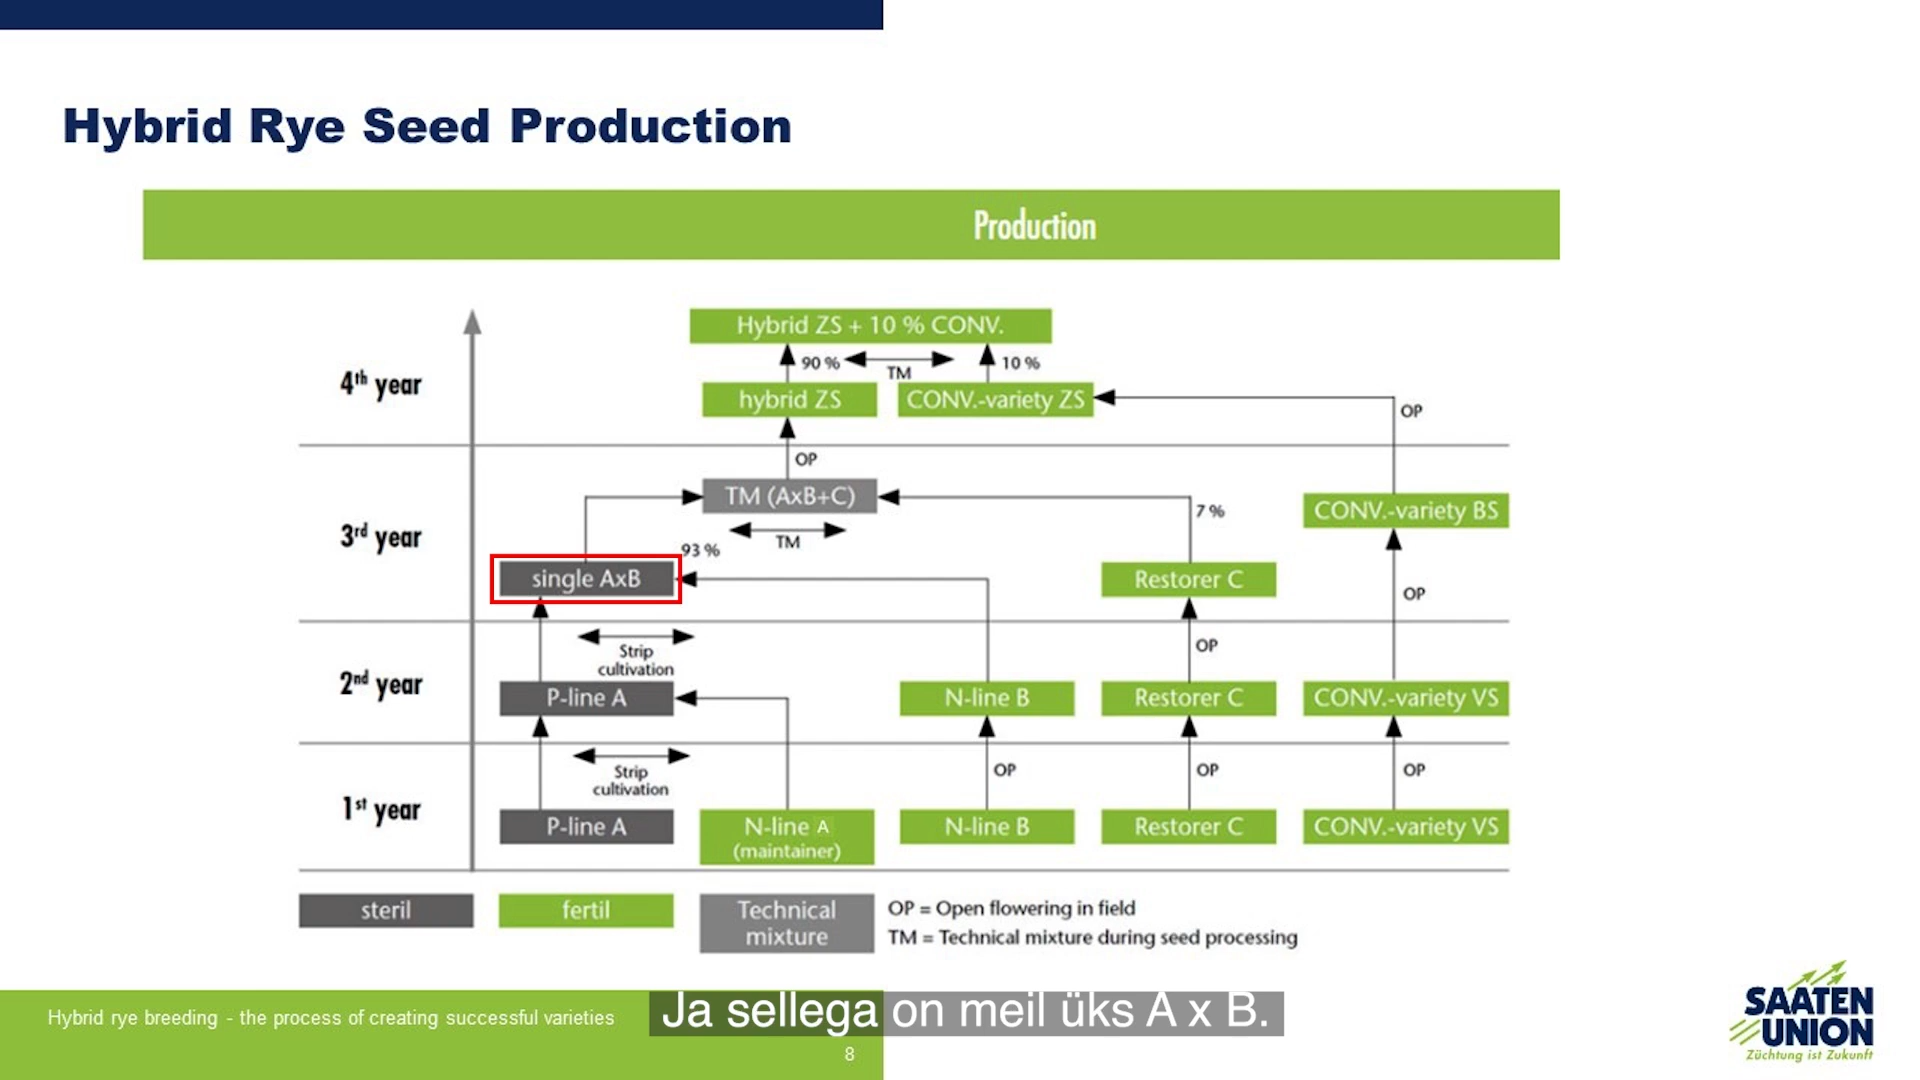 Hybrid Rye Seed Production
Production
Hybrid ZS + 10 % CONV.
90 %
TM
10 %
4th year
hybrid ZS
CONV.-variety ZS
OP
OP
TM (AxB+C)
CONV.-variety BS
7 %
3rd year
TM
93 %
single AxB
Restorer C
OP
Strip
cultivation
OP
2nd year
P-line A
N-line B
Restorer C
CONV.-variety VS
Strip
cultivation
OP
OP
OP
1st year
P-line A
N-line A
(maintainer)
N-line B
Restorer C
CONV.-variety VS
steril
fertil
Technical
mixture
OP = Open flowering in field
TM = Technical mixture during seed processing
Hybrid rye breeding - the process of creating successful varieties
Ja sellega on meil üks A x B.
8
SAATEN
UNION
Züchtung ist Zukunft